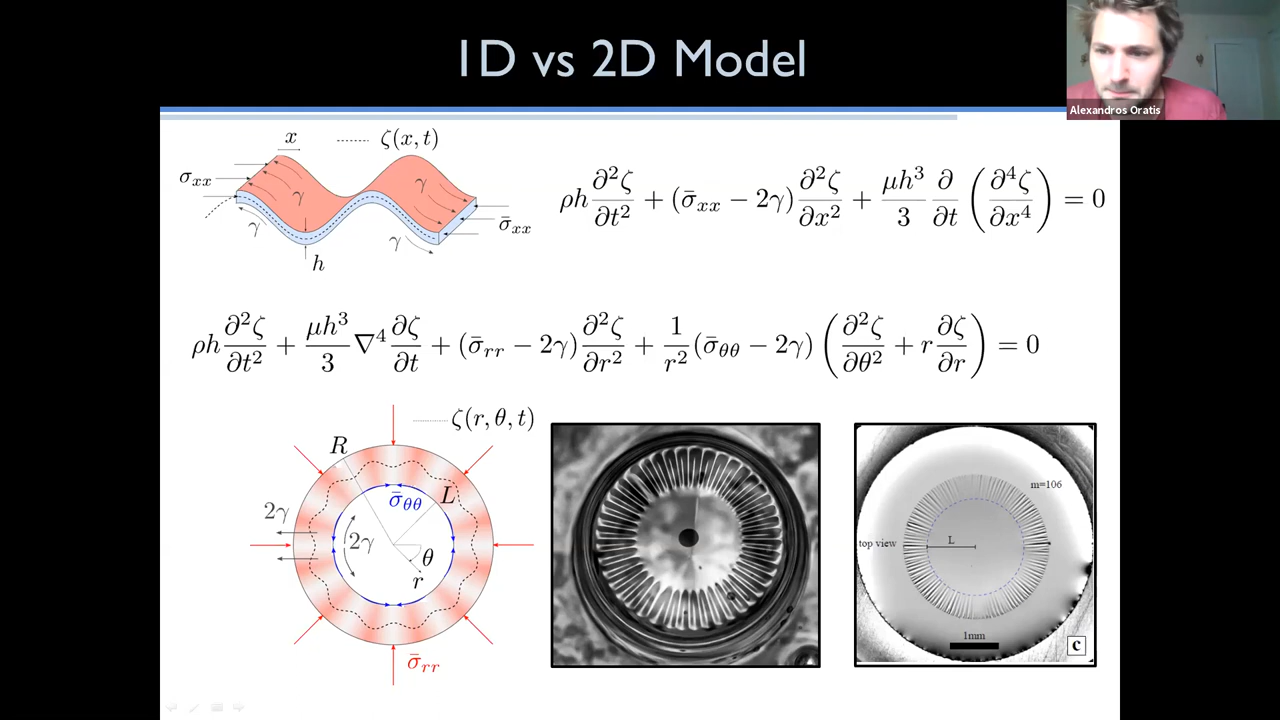 1D vs 2D Model
Alexandros Oratis
x
ζ(x, t)
σ_xx
γ
γ
γ
γ
σ̄_xx
h
ρh ∂²ζ/∂t² + (σ̄_xx − 2γ) ∂²ζ/∂x² + μh³/3 ∂/∂t (∂⁴ζ/∂x⁴) = 0
ρh ∂²ζ/∂t² + μh³/3 ∇⁴ ∂ζ/∂t + (σ̄_rr − 2γ) ∂²ζ/∂r² + 1/r² (σ̄_θθ − 2γ) (∂²ζ/∂θ² + r ∂ζ/∂r) = 0
ζ(r, θ, t)
R
σ̄_θθ
L
2γ
2γ
θ
r
σ̄_rr
m=106
top view
L
1mm
c